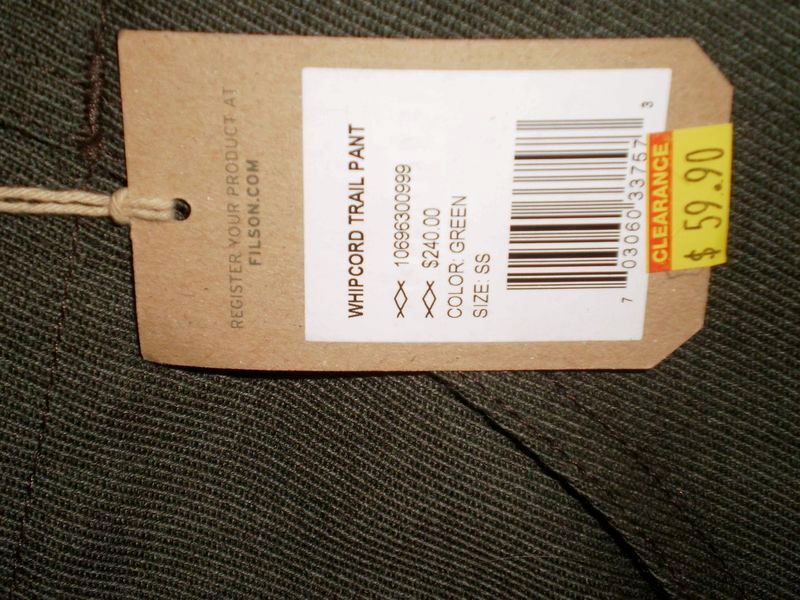 REGISTER YOUR PRODUCT AT
FILSON.COM
WHIPCORD TRAIL PANT
10696300999
$240.00
COLOR: GREEN
SIZE: SS
7 03060 33757 3
CLEARANCE
$ 59.90